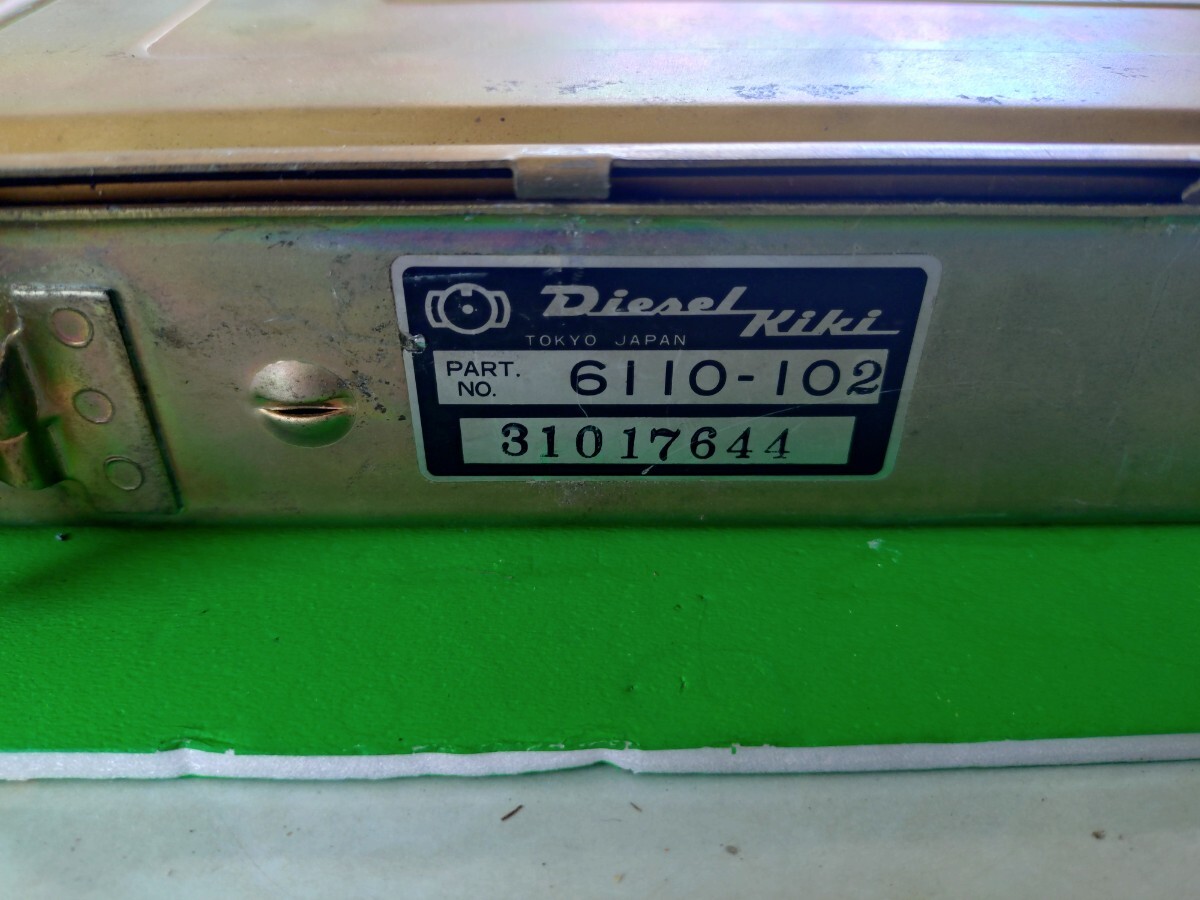 Diesel Kiki
TOKYO JAPAN
PART. NO. 6110-102
31017644